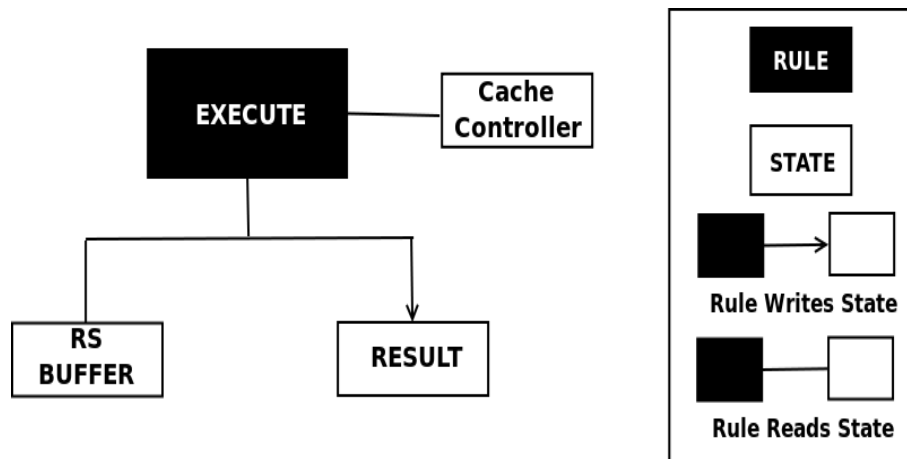 EXECUTE
Cache
Controller
RS
BUFFER
RESULT
RULE
STATE
Rule Writes State
Rule Reads State